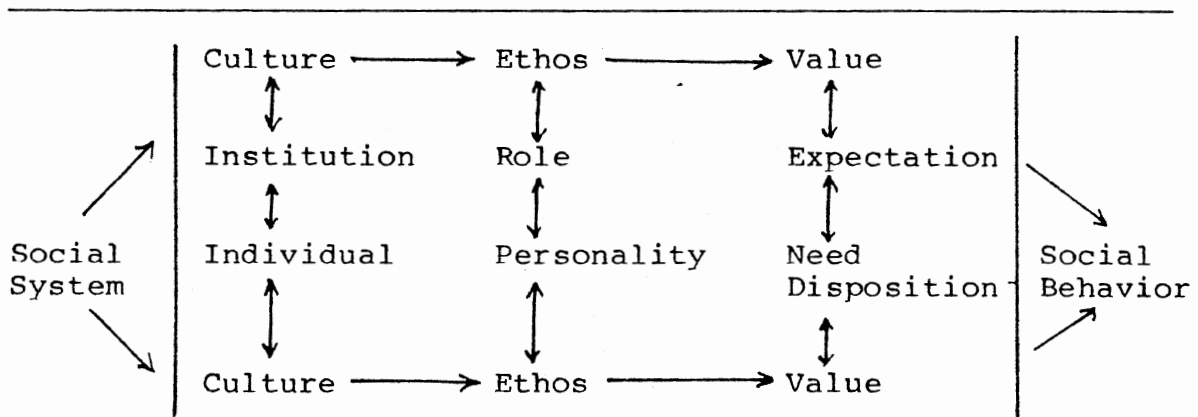 Culture Ethos Value
Institution Role Expectation
Social Individual Personality Need Social
System Disposition Behavior
Culture Ethos Value